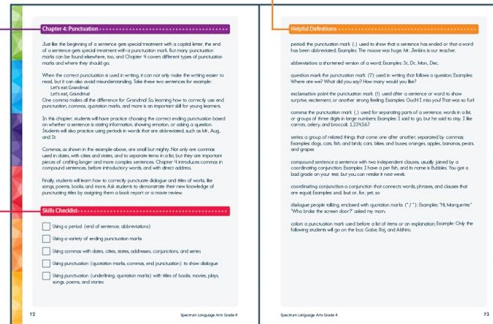 Chapter 4: Punctuation
Just like the beginning of a sentence gets special treatment with a capital letter, the end
of a sentence gets special treatment with a punctuation mark. But many punctuation
marks can be found elsewhere, too, and Chapter 4 covers different types of punctuation
marks and where they should go.
When the correct punctuation is used in writing, it can not only make the writing easier to
read, but it can also avoid misunderstanding. Take these two sentences for example:
Let's eat Grandma!
Let's eat, Grandma!
One comma makes all the difference for Grandma! So, learning how to correctly use end
punctuation, commas, quotation marks, and more is an important skill for young learners.
In this chapter, students will have practice choosing the correct ending punctuation based
on whether a sentence is stating information, showing emotion, or asking a question.
Students will also practice using periods in words that are abbreviated, such as Mr., Aug.,
and Dr.
Commas, as shown in the example above, are small but mighty. Not only are commas
used in dates, with cities and states, and to separate items in a list, but they are important
pieces of crafting longer and more complex sentences. Chapter 4 introduces commas in
compound sentences, before introductory words, and with direct address.
Finally, students will learn how to correctly punctuate dialogue and titles of works, like
songs, poems, books, and more. Ask students to demonstrate their new knowledge of
punctuating titles by assigning them a book report or a movie review.
Skills Checklist
Using a period (end of sentence, abbreviations)
Using a variety of ending punctuation marks
Using commas with dates, cities, states, addresses, conjunctions, and series
Using punctuation (quotation marks, commas, end punctuation) to show dialogue
Using punctuation (underlining, quotation marks) with titles of books, movies, plays,
songs, poems, and stories
72
Spectrum Language Arts Grade 4
Helpful Definitions
period: the punctuation mark (.) used to show that a sentence has ended or that a word
has been abbreviated. Examples: The mouse was huge. Mr. Jenkins is our teacher.
abbreviation: a shortened version of a word. Examples: St., Dr., Mon., Dec.
question mark: the punctuation mark (?) used in writing that follows a question. Examples:
Where are we? What did you say? How many would you like?
exclamation point: the punctuation mark (!) used after a sentence or word to show
surprise, excitement, or another strong feeling. Examples: Ouch! I miss you! That was so fun!
comma: the punctuation mark (,) used for separating parts of a sentence, words in a list,
or groups of three digits in large numbers. Examples: I said to go, but he said to stay. I like
carrots, celery, and broccoli. 1,234,567
series: a group of related things that come one after another, separated by commas.
Examples: dogs, cats, fish, and birds; cars, bikes, and buses; oranges, apples, bananas, pears,
and grapes
compound sentence: a sentence with two independent clauses, usually joined by a
coordinating conjunction. Examples: I have a pet fish, and its name is Bubbles. You got a
bad grade on your test, but you can retake it next week.
coordinating conjunction: a conjunction that connects words, phrases, and clauses that
are equal. Examples: and, but, or, for, yet, so
dialogue: people talking, enclosed with quotation marks (" / "). Examples: "Hi, Marguerite."
"Who broke the screen door?" asked my mom.
colon: a punctuation mark used before a list of items or an explanation. Example: Only the
following students will go on the bus: Gabe, Raj, and Ashlin.
Spectrum Language Arts Grade 4
73